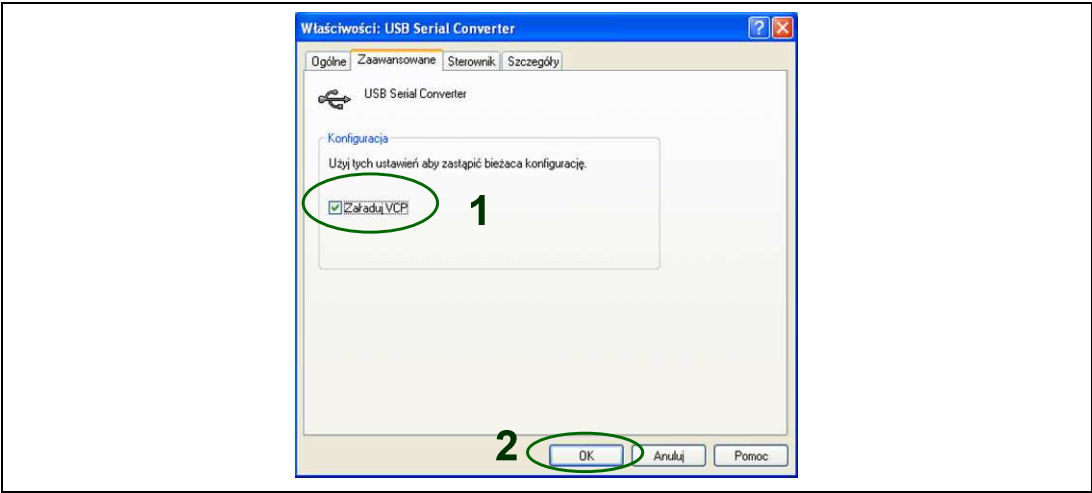 Właściwości: USB Serial Converter
Ogólne Zaawansowane Sterownik Szczegóły
USB Serial Converter
Konfiguracja
Użyj tych ustawień aby zastąpić bieżaca konfigurację.
Załaduj VCP 1
2 OK Anuluj Pomoc